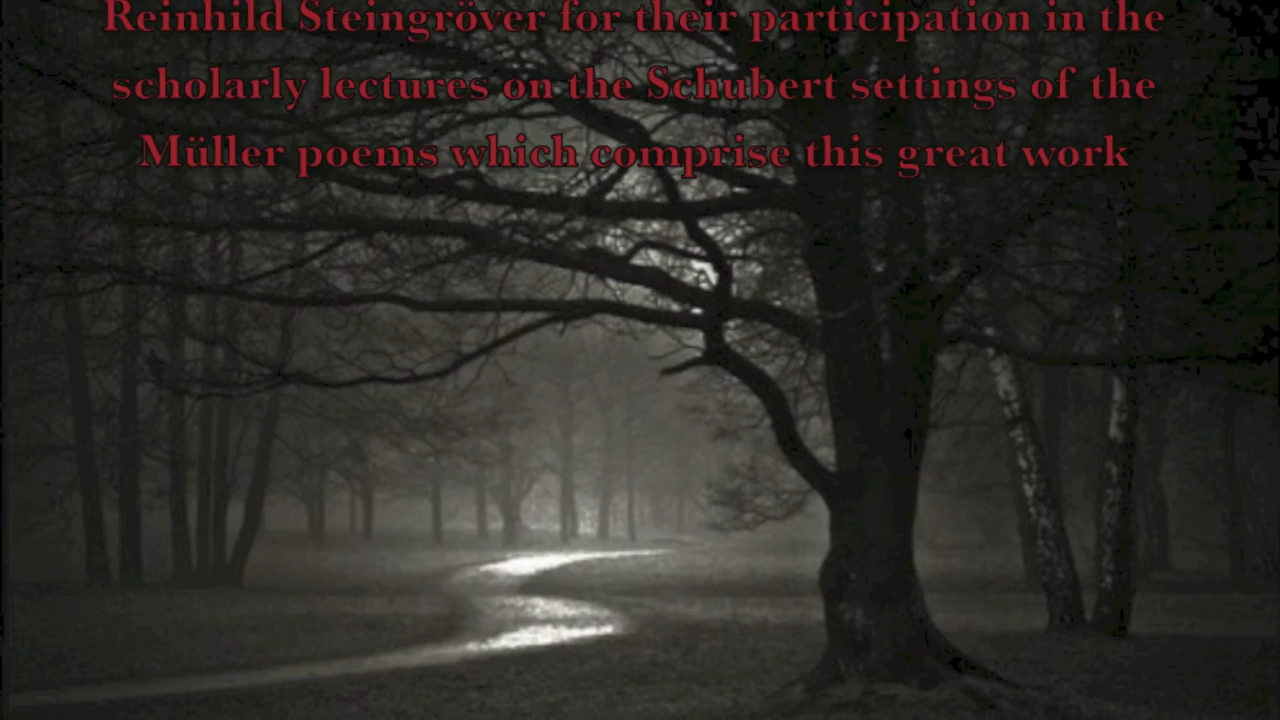 Reinhild Steingröver for their participation in the
scholarly lectures on the Schubert settings of the
Müller poems which comprise this great work